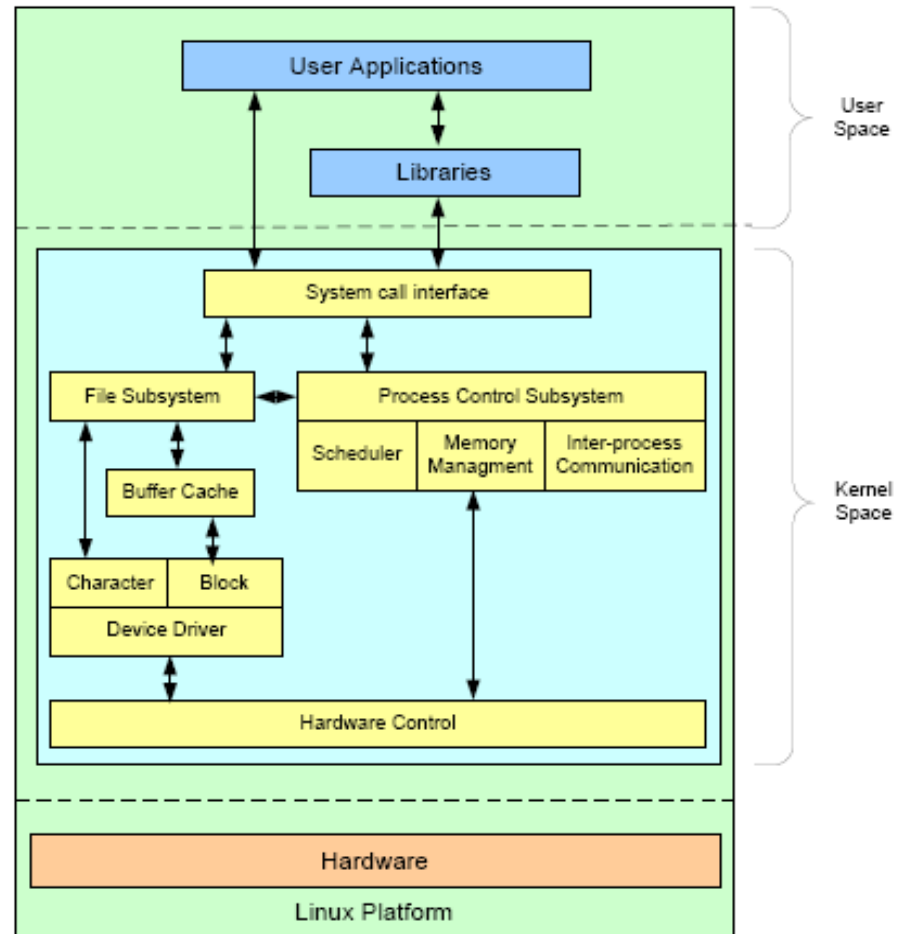 User Applications
User
Space
Libraries
System call interface
File Subsystem
Process Control Subsystem
Scheduler
Memory
Managment
Inter-process
Communication
Buffer Cache
Kernel
Space
Character
Block
Device Driver
Hardware Control
Hardware
Linux Platform